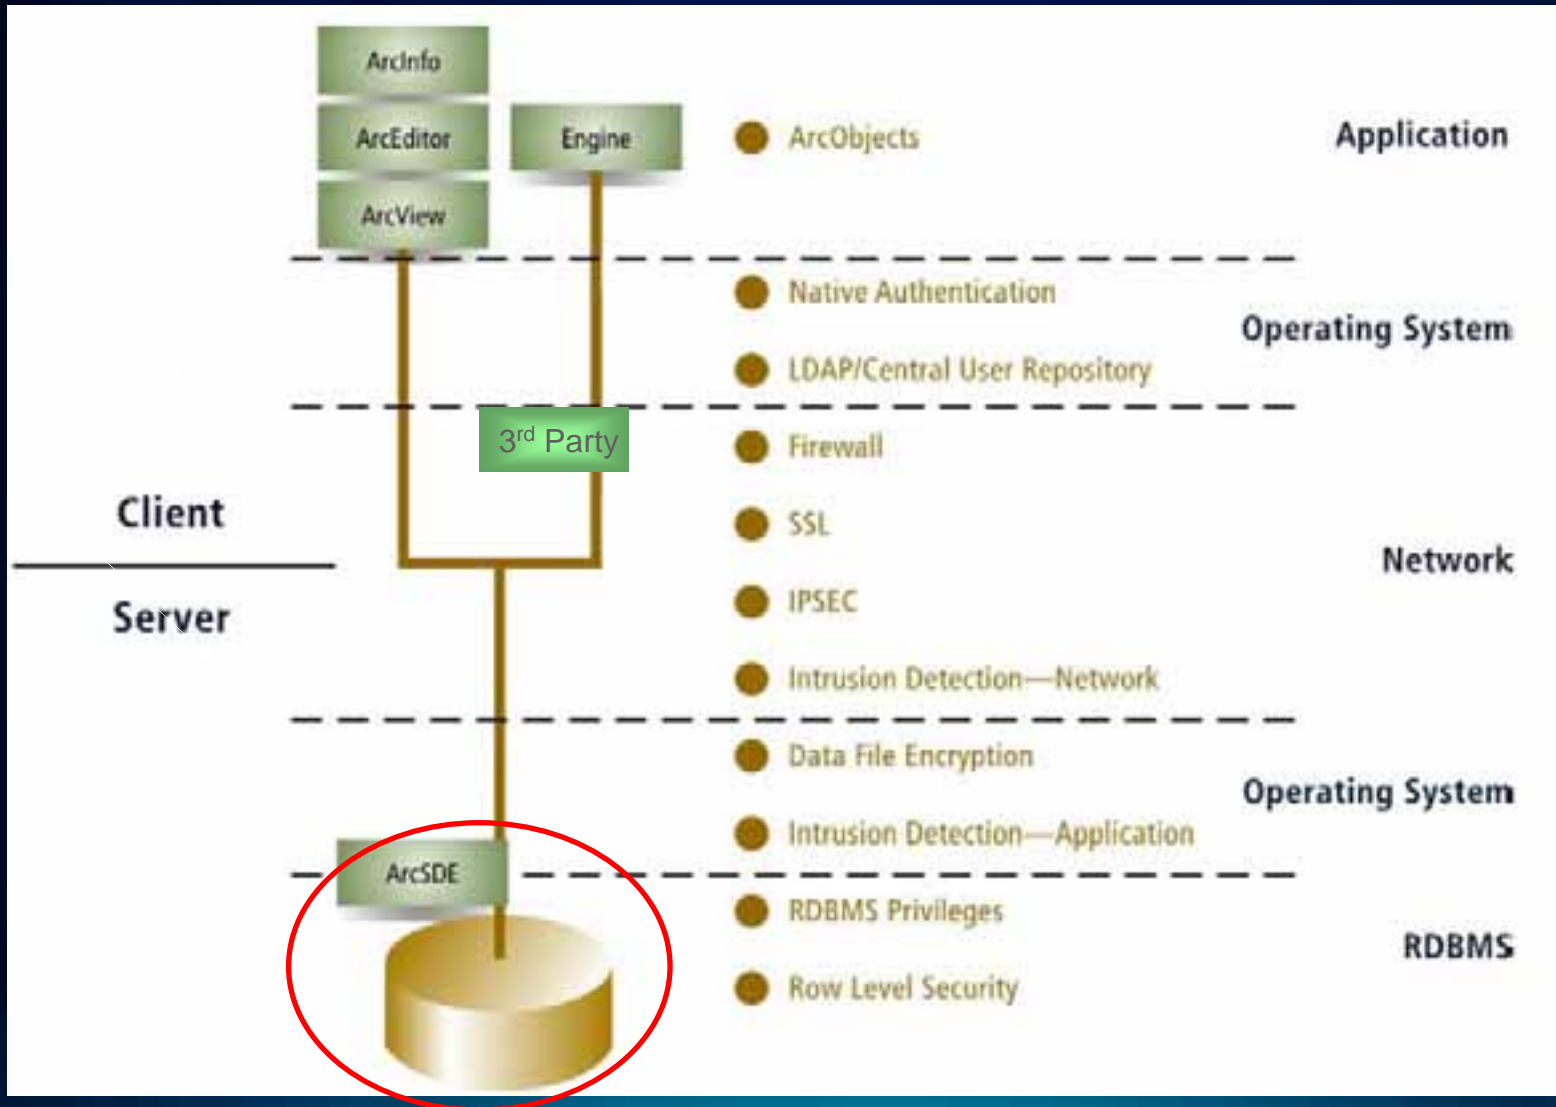 ArcInfo
ArcEditor
Engine
ArcObjects
Application
ArcView
Native Authentication
Operating System
LDAP/Central User Repository
3rd Party
Firewall
Client
SSL
Network
Server
IPSEC
Intrusion Detection—Network
Data File Encryption
Operating System
Intrusion Detection—Application
ArcSDE
RDBMS Privileges
RDBMS
Row Level Security